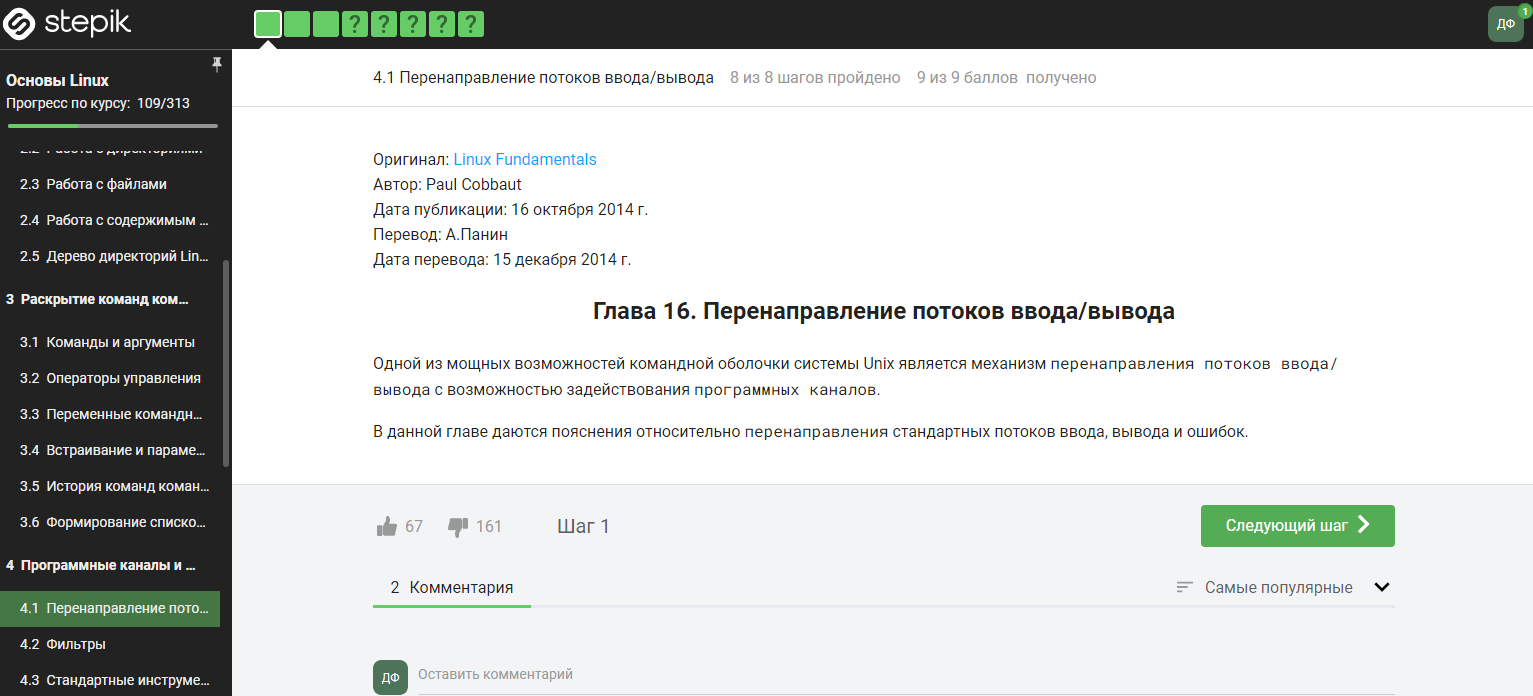 stepik
? ? ? ? ?
ДФ
1
Основы Linux
Прогресс по курсу: 109/313
2.3 Работа с файлами
2.4 Работа с содержимым ...
2.5 Дерево директорий Lin...
3 Раскрытие команд ком...
3.1 Команды и аргументы
3.2 Операторы управления
3.3 Переменные командн...
3.4 Встраивание и параме...
3.5 История команд коман...
3.6 Формирование списко...
4 Программные каналы и ...
4.1 Перенаправление пото...
4.2 Фильтры
4.3 Стандартные инструме...
4.1 Перенаправление потоков ввода/вывода 8 из 8 шагов пройдено 9 из 9 баллов получено
Оригинал: Linux Fundamentals
Автор: Paul Cobbaut
Дата публикации: 16 октября 2014 г.
Перевод: А.Панин
Дата перевода: 15 декабря 2014 г.
Глава 16. Перенаправление потоков ввода/вывода
Одной из мощных возможностей командной оболочки системы Unix является механизм перенаправления потоков ввода/
вывода с возможностью задействования программных каналов.
В данной главе даются пояснения относительно перенаправления стандартных потоков ввода, вывода и ошибок.
67 161 Шаг 1
Следующий шаг
2 Комментария
Самые популярные
ДФ
Оставить комментарий